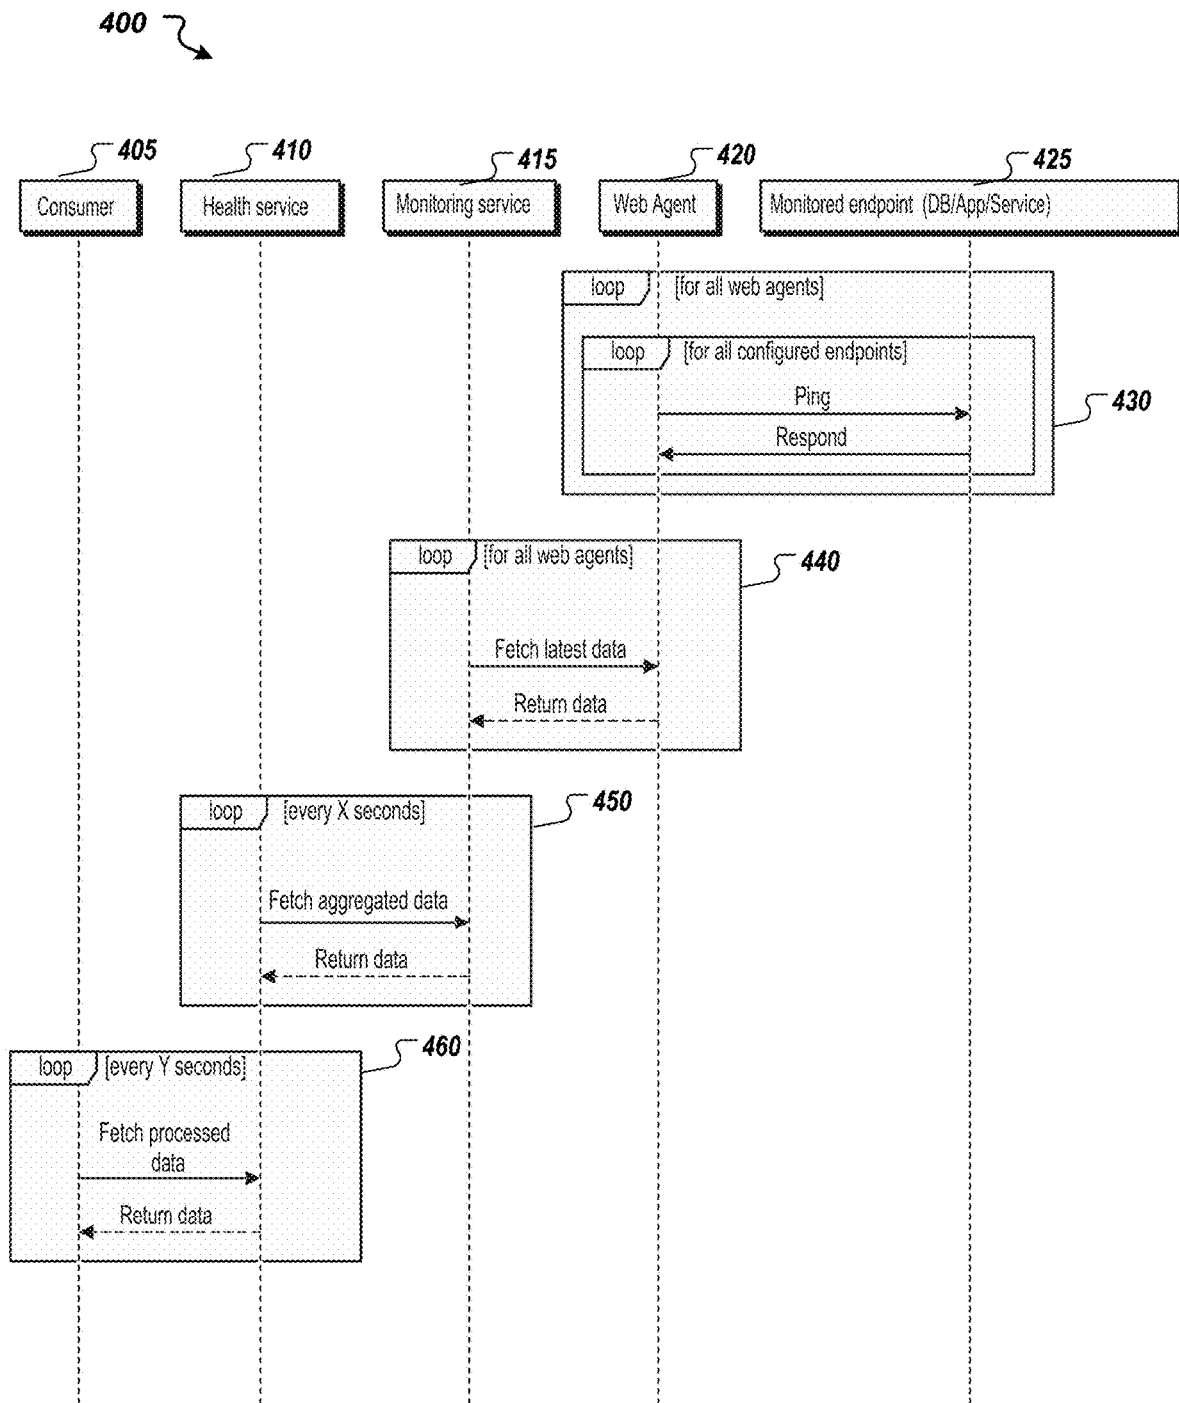 400
405
410
415
420
425
Consumer
Health service
Monitoring service
Web Agent
Monitored endpoint (DB/App/Service)
loop
[for all web agents]
loop
[for all configured endpoints]
Ping
430
Respond
loop
[for all web agents]
440
Fetch latest data
Return data
loop
[every X seconds]
450
Fetch aggregated data
Return data
loop
[every Y seconds]
460
Fetch processed
data
Return data